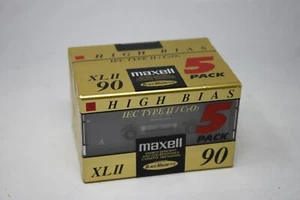 HIGH BIAS
XLII
90
maxell
5
PACK
HIGH BIAS
IEC TYPE II / CrO2
5
PACK
A
maxell
XLII
90